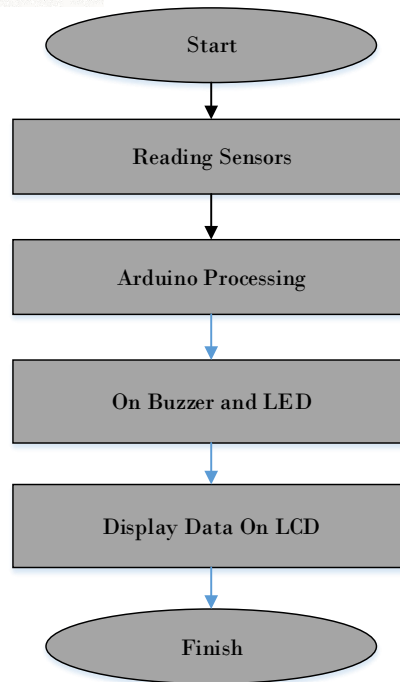 Start
Reading Sensors
Arduino Processing
On Buzzer and LED
Display Data On LCD
Finish